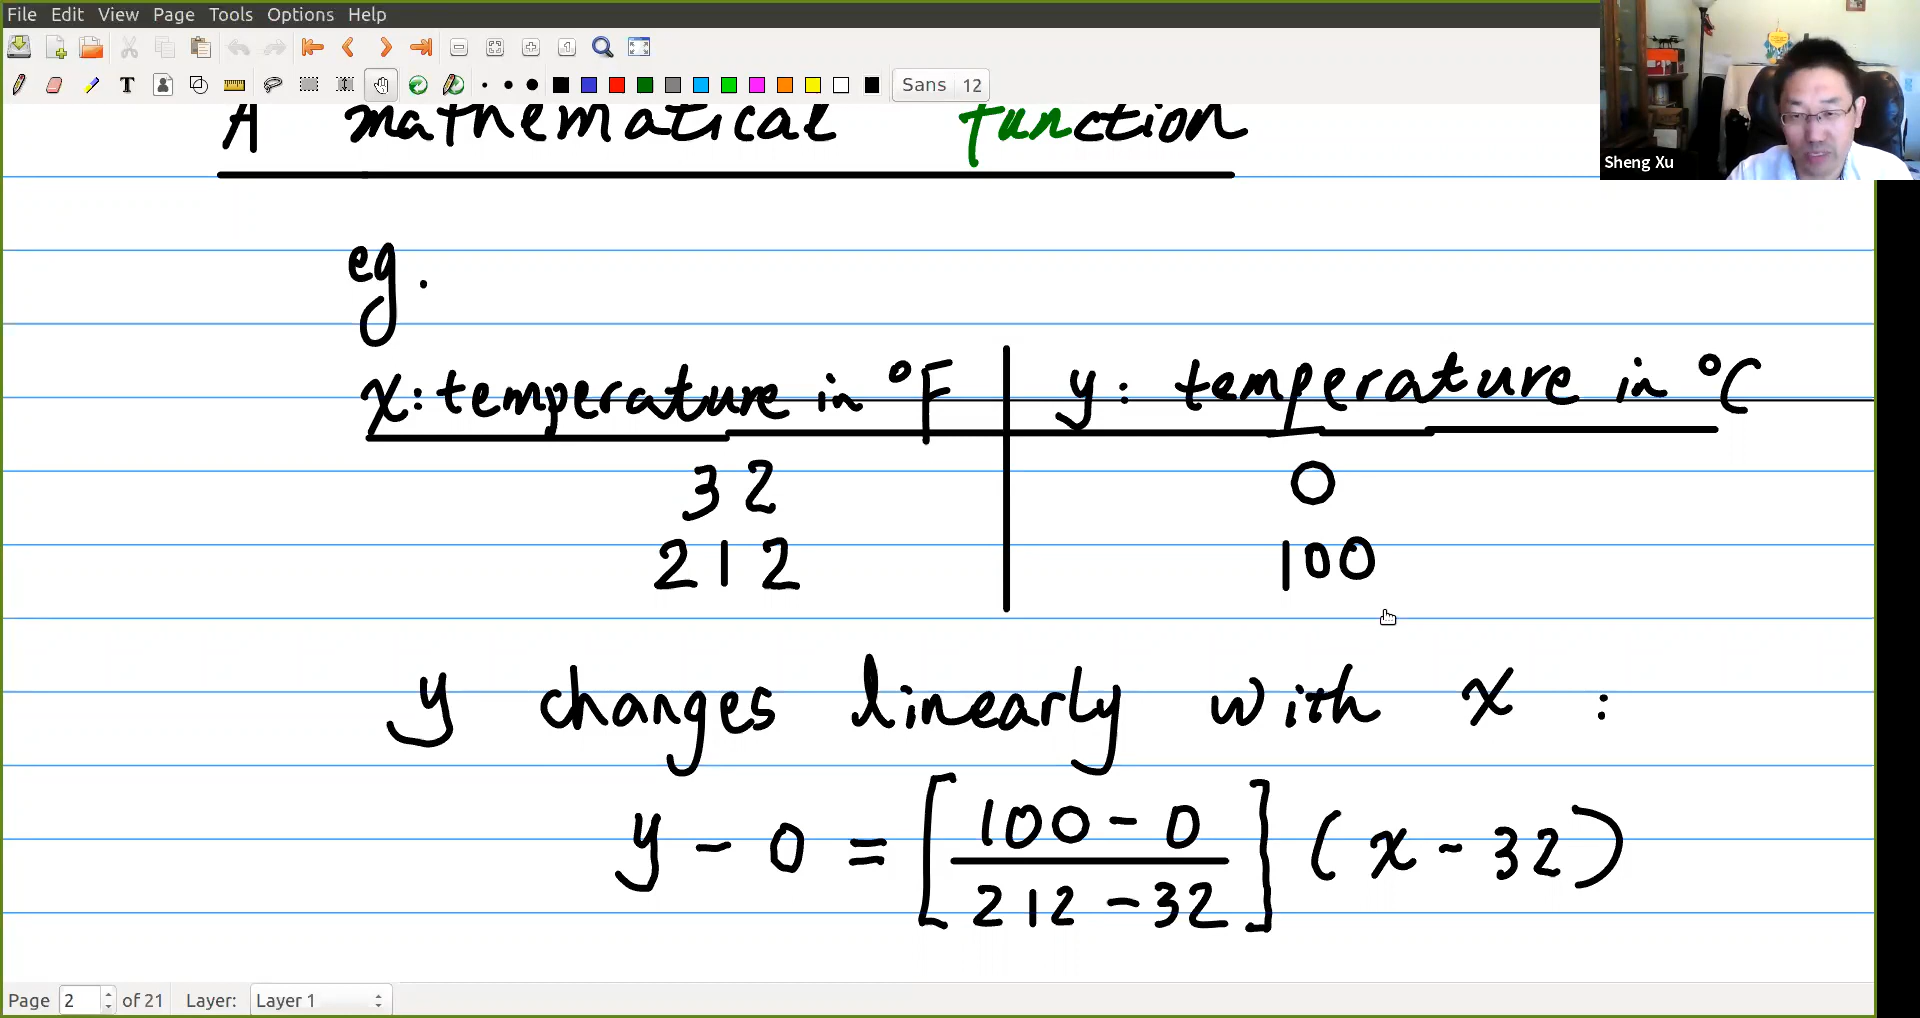 File Edit View Page Tools Options Help
Sans 12
Sheng Xu
A mathematical function
eg.
x: temperature in °F | y: temperature in °C
32 | 0
212 | 100
y changes linearly with x :
y - 0 = [ (100 - 0) / (212 - 32) ] ( x - 32 )
Page 2 of 21 Layer: Layer 1